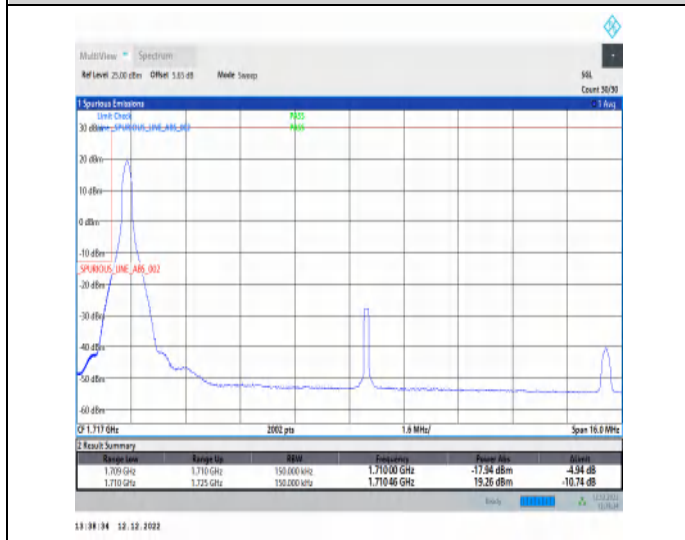 MultiView Spectrum
Ref Level 25.00 dBm Offset 5.65 dB Mode Sweep SGL
Count 30/30
1 Spurious Emissions 1 Avg
Limit Check PASS
30 dBm _SPURIOUS_LINE_ABS_002 PASS
20 dBm
10 dBm
0 dBm
-10 dBm
_SPURIOUS_LINE_ABS_002
-20 dBm
-30 dBm
-40 dBm
-50 dBm
-60 dBm
CF 1.717 GHz 2002 pts 1.6 MHz/ Span 16.0 MHz
2 Result Summary
Range Low Range Up RBW Frequency Power Abs ΔLimit
1.709 GHz 1.710 GHz 150.000 kHz 1.71000 GHz -17.94 dBm -4.94 dB
1.710 GHz 1.725 GHz 150.000 kHz 1.71046 GHz 19.26 dBm -10.74 dB
Ready 12.12.2022
13:38:34 12.12.2022